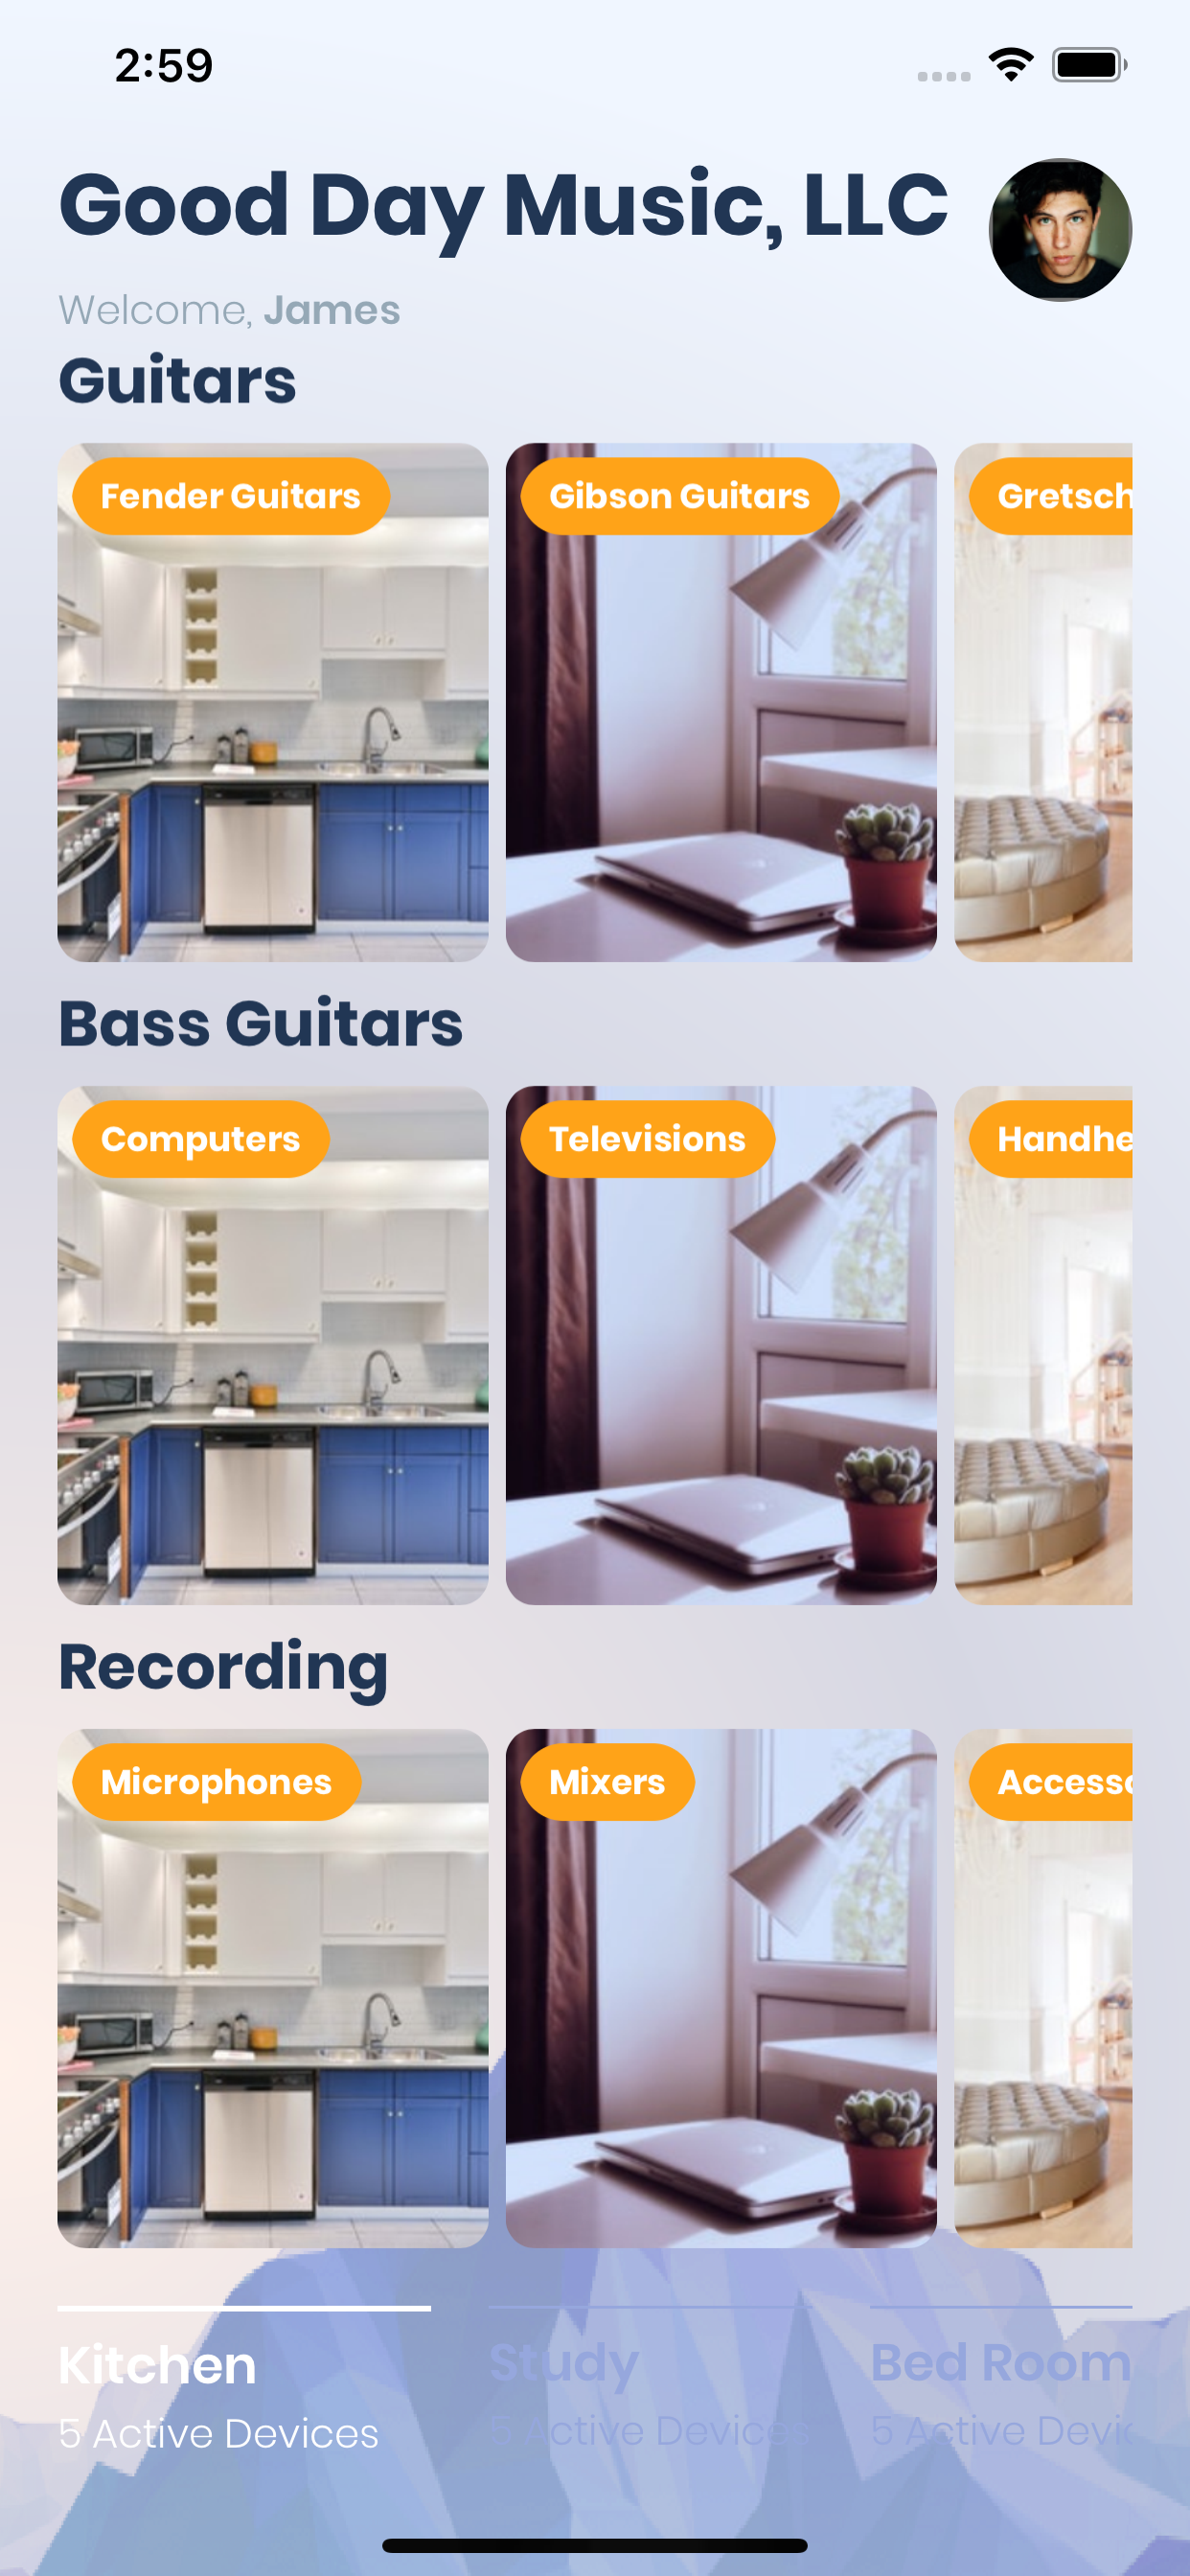 2:59
Good Day Music, LLC
Welcome, James
Guitars
Fender Guitars
Gibson Guitars
Gretsch
Bass Guitars
Computers
Televisions
Handhe
Recording
Microphones
Mixers
Accesso
Kitchen
Study
Bed Room
5 Active Devices
5 Active Devices
5 Active Devic